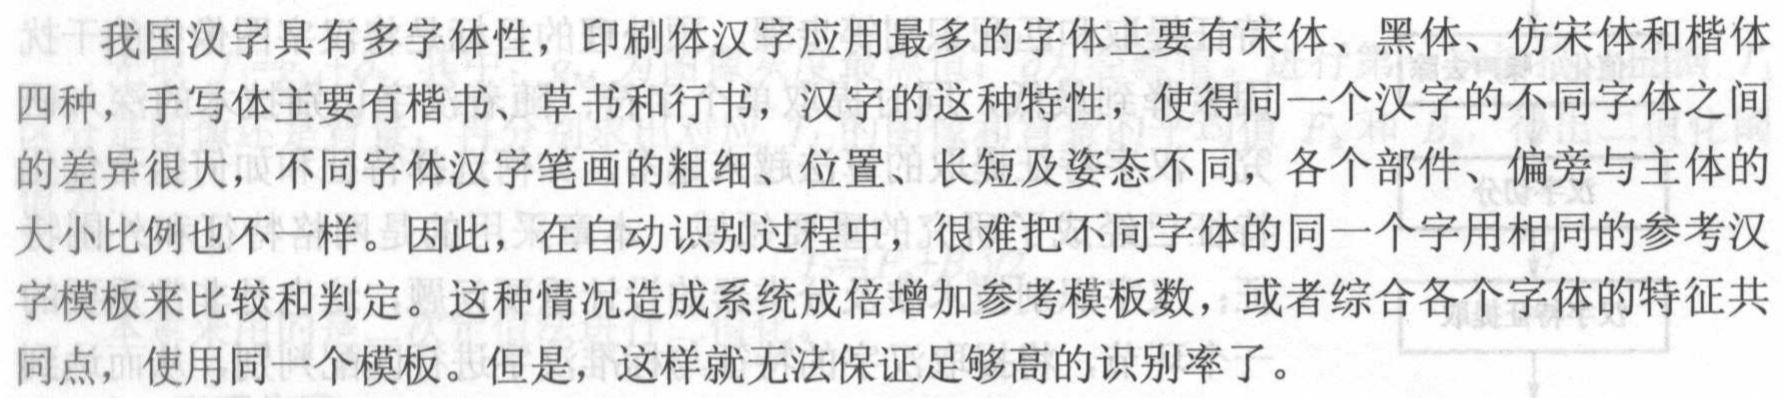 我国汉字具有多字体性，印刷体汉字应用最多的字体主要有宋体、黑体、仿宋体和楷体
四种，手写体主要有楷书、草书和行书，汉字的这种特性，使得同一个汉字的不同字体之间
的差异很大，不同字体汉字笔画的粗细、位置、长短及姿态不同，各个部件、偏旁与主体的
大小比例也不一样。因此，在自动识别过程中，很难把不同字体的同一个字用相同的参考汉
字模板来比较和判定。这种情况造成系统成倍增加参考模板数，或者综合各个字体的特征共
同点，使用同一个模板。但是，这样就无法保证足够高的识别率了。